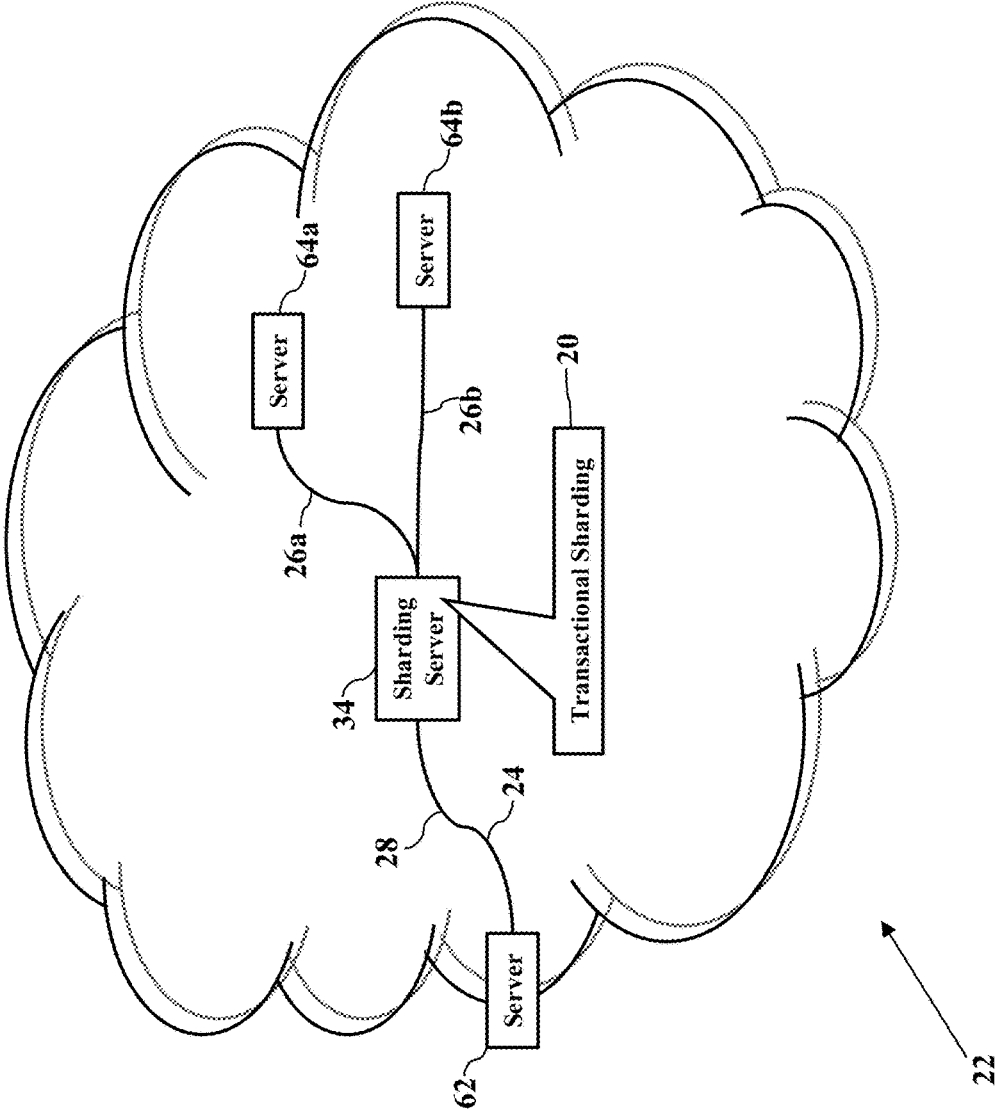 Server
64a
26a
34
28
Sharding
Server
Server
64b
26b
62
24
Server
20
Transactional Sharding
22